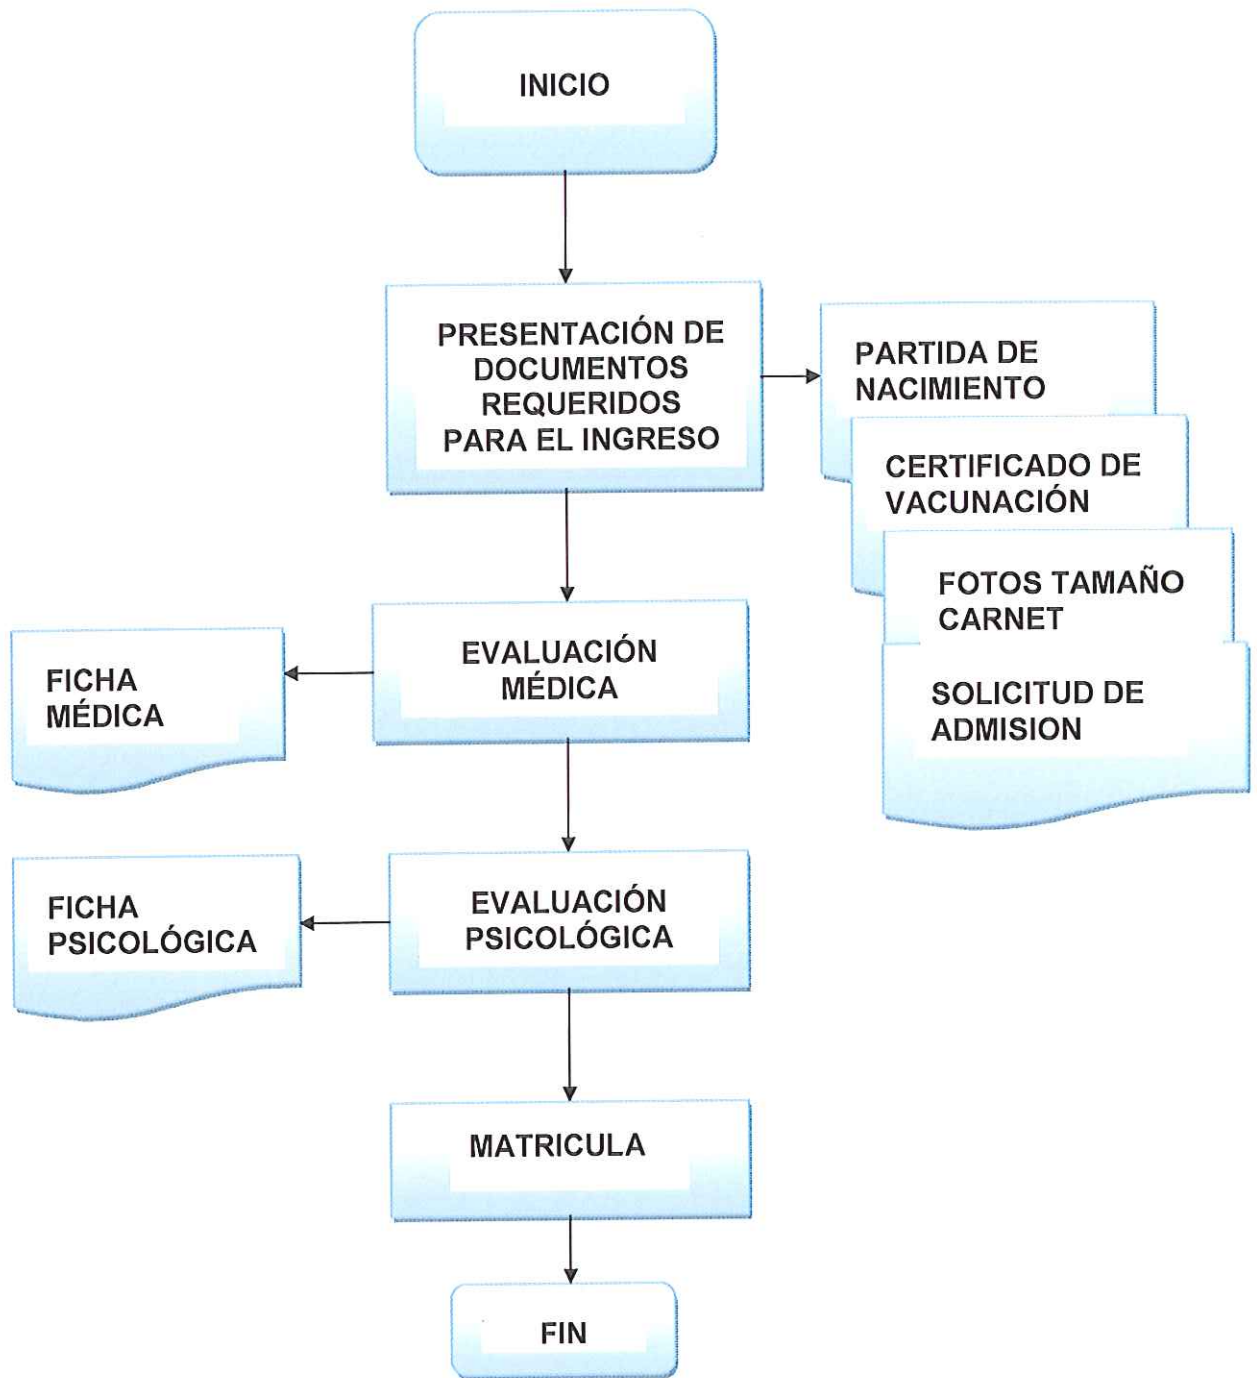 INICIO
PRESENTACIÓN DE
DOCUMENTOS
REQUERIDOS
PARA EL INGRESO
PARTIDA DE
NACIMIENTO
CERTIFICADO DE
VACUNACIÓN
FOTOS TAMAÑO
CARNET
SOLICITUD DE
ADMISION
EVALUACIÓN
MÉDICA
FICHA
MÉDICA
EVALUACIÓN
PSICOLÓGICA
FICHA
PSICOLÓGICA
MATRICULA
FIN